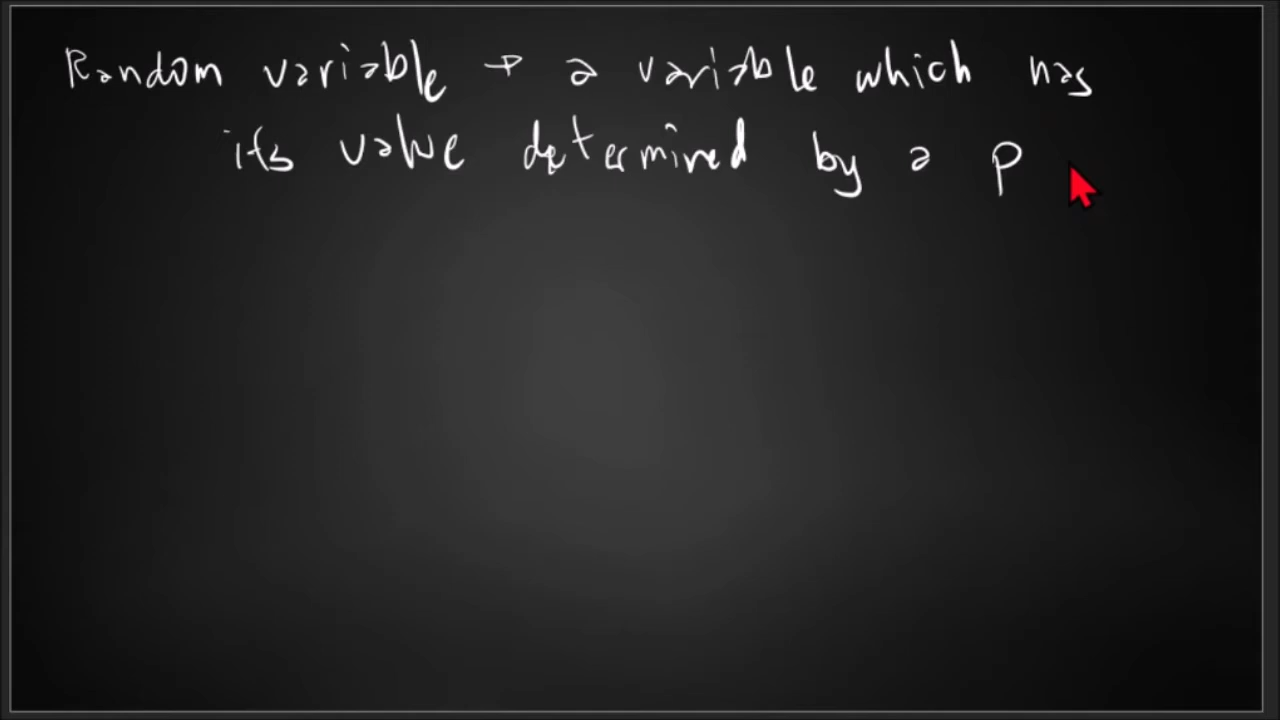 Random variable → a variable which has
its value determined by a p